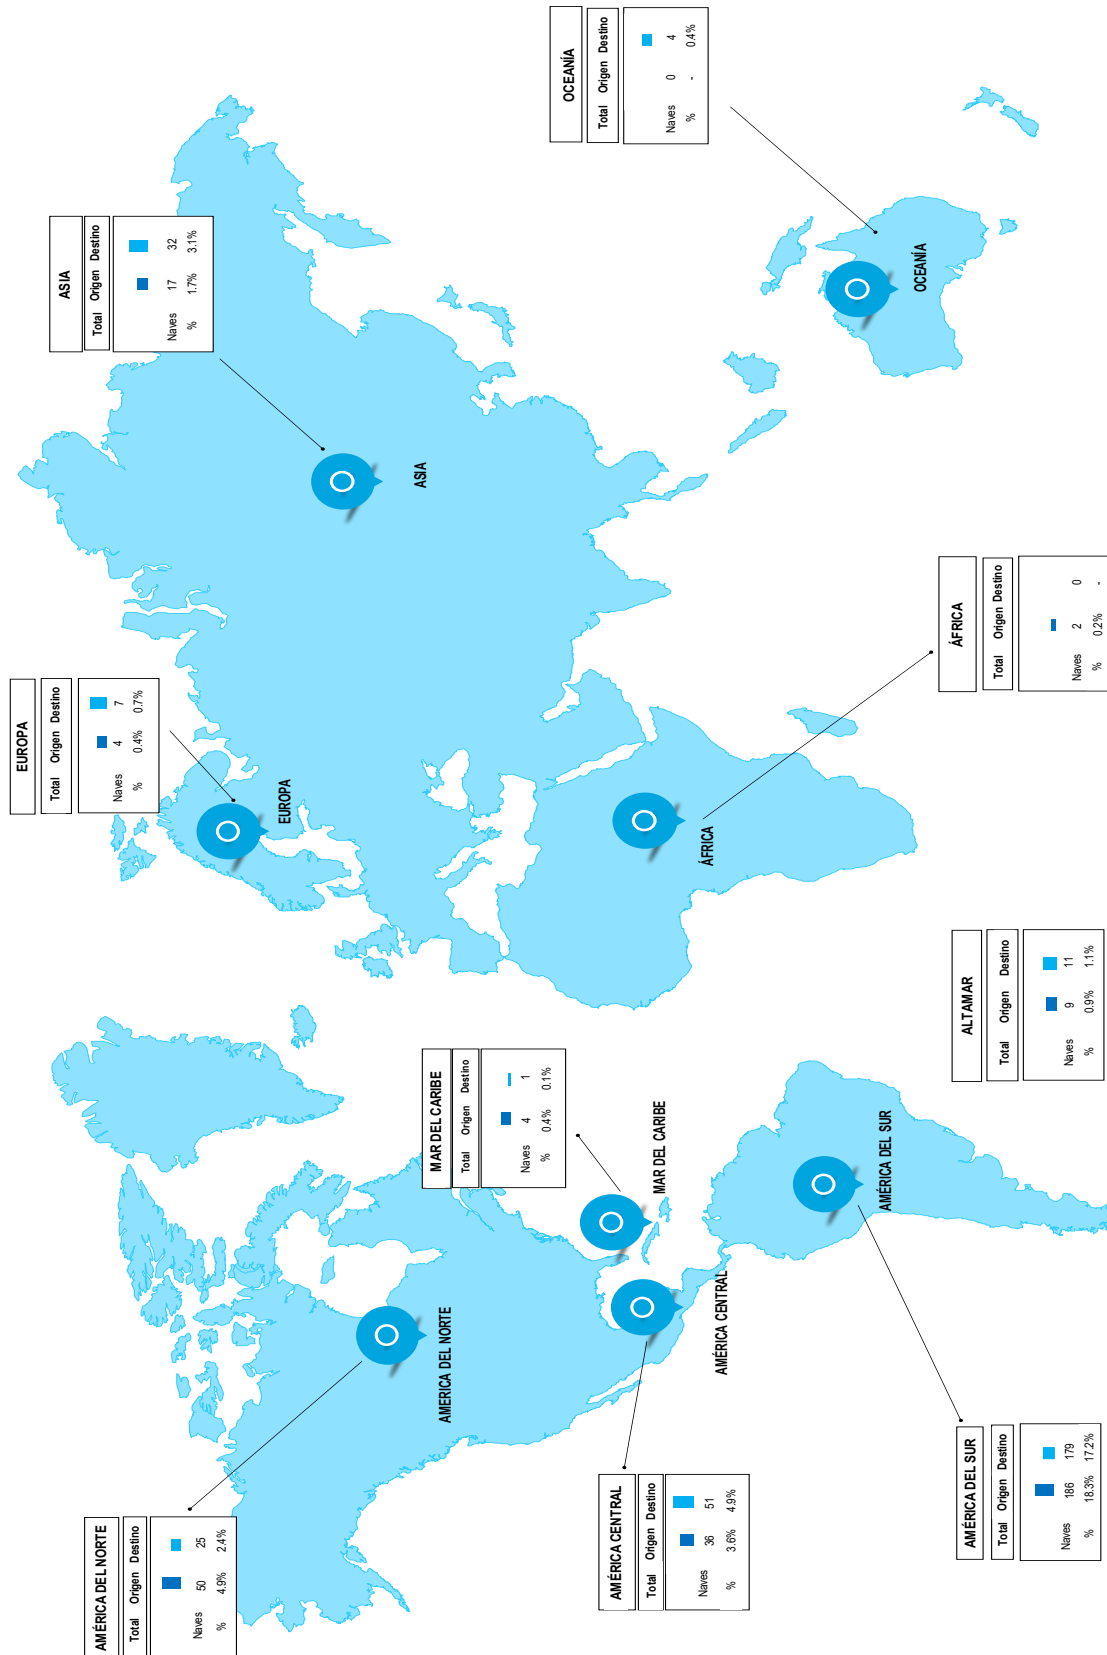 AMÉRICA DEL NORTE
Total Origen Destino
Naves 50 25
% 4.9% 2.4%
EUROPA
Total Origen Destino
Naves 4 7
% 0.4% 0.7%
ASIA
Total Origen Destino
Naves 17 32
% 1.7% 3.1%
OCEANÍA
Total Origen Destino
Naves 0 4
% - 0.4%
MAR DEL CARIBE
Total Origen Destino
Naves 4 1
% 0.4% 0.1%
AMÉRICA CENTRAL
Total Origen Destino
Naves 36 51
% 3.6% 4.9%
AMÉRICA DEL SUR
Total Origen Destino
Naves 186 179
% 18.3% 17.2%
ALTAMAR
Total Origen Destino
Naves 9 11
% 0.9% 1.1%
ÁFRICA
Total Origen Destino
Naves 2 0
% 0.2% -
EUROPA
ASIA
AMERICA DEL NORTE
MAR DEL CARIBE
AMÉRICA CENTRAL
ÁFRICA
AMÉRICA DEL SUR
OCEANÍA